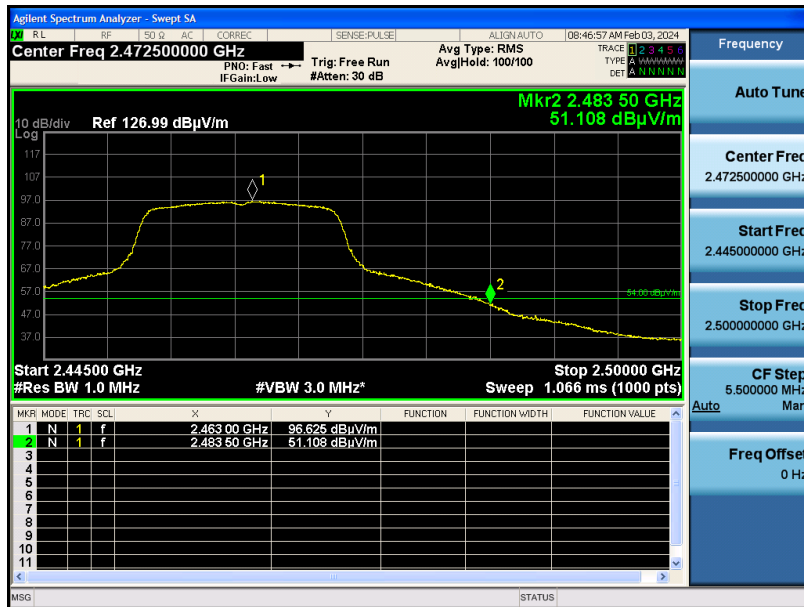 Agilent Spectrum Analyzer - Swept SA
LXI RL RF 50 Ω AC CORREC SENSE:PULSE ALIGN AUTO 08:46:57 AM Feb 03, 2024
Center Freq 2.472500000 GHz
PNO: Fast
IFGain:Low
Trig: Free Run
#Atten: 30 dB
Avg Type: RMS
Avg|Hold: 100/100
TRACE 1 2 3 4 5 6
TYPE A WWWWW
DET A N N N N N
Mkr2 2.483 50 GHz
51.108 dBµV/m
10 dB/div Ref 126.99 dBµV/m
Log
117
107
97.0
87.0
77.0
67.0
57.0
47.0
37.0
1
2
54.00 dBµV/m
Start 2.44500 GHz Stop 2.50000 GHz
#Res BW 1.0 MHz #VBW 3.0 MHz* Sweep 1.066 ms (1000 pts)
MKR MODE TRC SCL X Y FUNCTION FUNCTION WIDTH FUNCTION VALUE
1 N 1 f 2.463 00 GHz 96.625 dBµV/m
2 N 1 f 2.483 50 GHz 51.108 dBµV/m
3
4
5
6
7
8
9
10
11
MSG STATUS
Frequency
Auto Tune
Center Freq
2.472500000 GHz
Start Freq
2.445000000 GHz
Stop Freq
2.500000000 GHz
CF Step
5.500000 MHz
Auto Man
Freq Offset
0 Hz